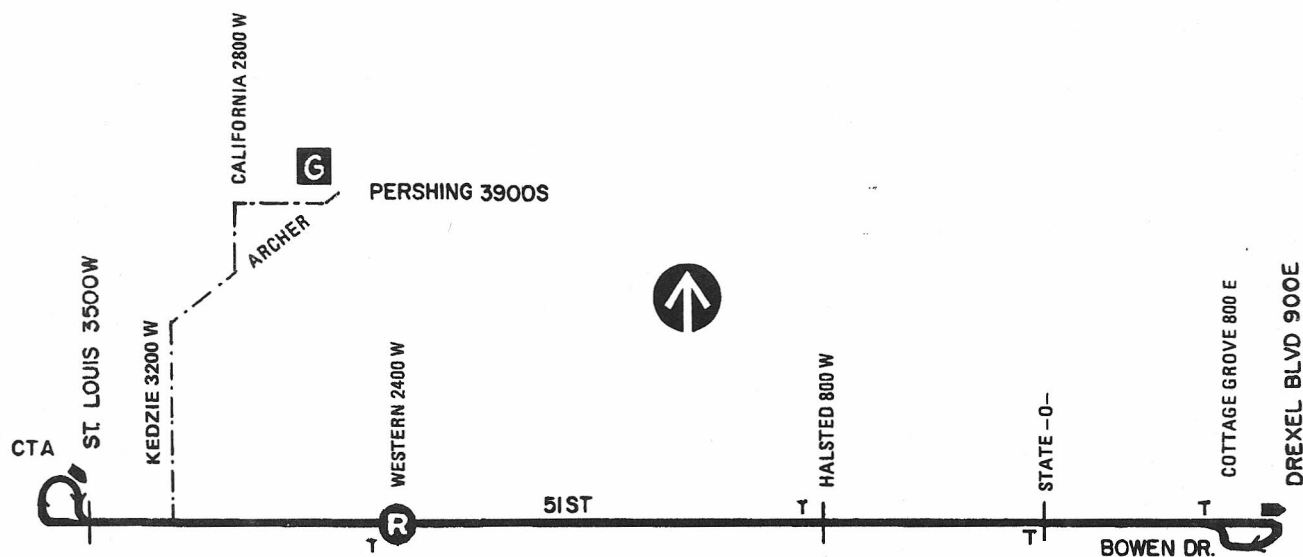 CALIFORNIA 2800 W
G
PERSHING 3900S
ARCHER
ST. LOUIS 3500W
KEDZIE 3200 W
WESTERN 2400 W
HALSTED 800 W
STATE -0-
COTTAGE GROVE 800 E
DREXEL BLVD 900E
CTA
51ST
T
T
R
T
T
BOWEN DR.